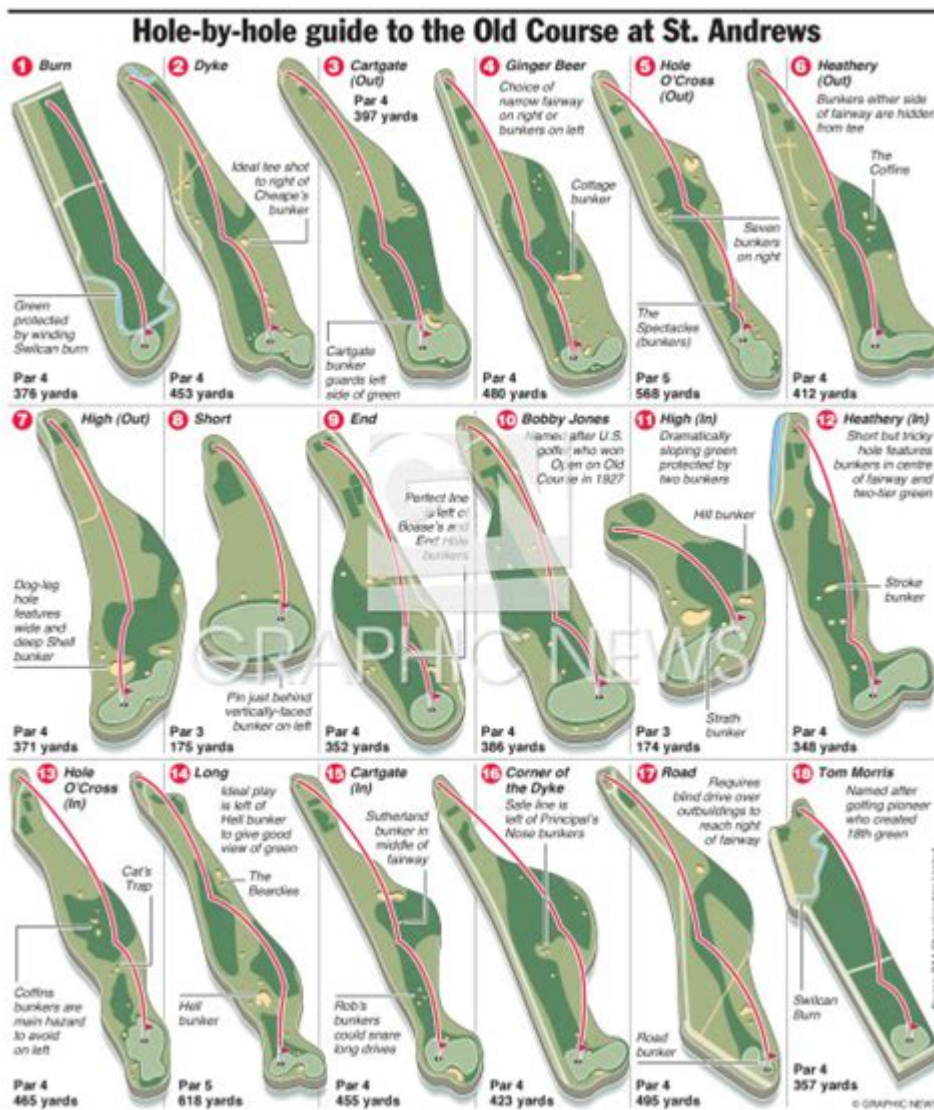 Hole-by-hole guide to the Old Course at St. Andrews
1 Burn
Green
protected
by winding
Swilcan burn
Par 4
376 yards
2 Dyke
Ideal tee shot
to right of
Cheape's
bunker
Par 4
453 yards
3 Cartgate
(Out)
Par 4
397 yards
Cartgate
bunker
guards left
side of green
4 Ginger Beer
Choice of
narrow fairway
on right or
bunkers on left
Cottage
bunker
Par 4
480 yards
5 Hole
O'Cross
(Out)
Seven
bunkers
on right
The
Spectacles
(bunkers)
Par 5
568 yards
6 Heathery
(Out)
Bunkers either side
of fairway are hidden
from tee
The
Coffins
Par 4
412 yards
7 High (Out)
Dog-leg
hole
features
wide and
deep Shell
bunker
Par 4
371 yards
8 Short
Pin just behind
vertically-faced
bunker on left
Par 3
175 yards
9 End
Perfect line
is left of
Boase's and
End Hole
bunkers
Par 4
352 yards
10 Bobby Jones
Named after U.S.
golfer who won
Open on Old
Course in 1927
Par 4
386 yards
11 High (In)
Dramatically
sloping green
protected by
two bunkers
Hill bunker
Strath
bunker
Par 3
174 yards
12 Heathery (In)
Short but tricky
hole features
bunkers in centre
of fairway and
two-tier green
Stroke
bunker
Par 4
348 yards
GN
GRAPHIC NEWS
13 Hole
O'Cross
(In)
Cat's
Trap
Coffins
bunkers are
main hazard
to avoid
on left
Par 4
465 yards
14 Long
Ideal play
is left of
Hell bunker
to give good
view of green
The
Beardies
Hell
bunker
Par 5
618 yards
15 Cartgate
(In)
Sutherland
bunker in
middle of
fairway
Rob's
bunkers
could snare
long drives
Par 4
455 yards
16 Corner of
the Dyke
Safe line is
left of Principal's
Nose bunkers
Par 4
423 yards
17 Road
Requires
blind drive over
outbuildings to
reach right
of fairway
Road
bunker
Par 4
495 yards
18 Tom Morris
Named after
golfing pioneer
who created
18th green
Swilcan
Burn
Par 4
357 yards
© GRAPHIC NEWS